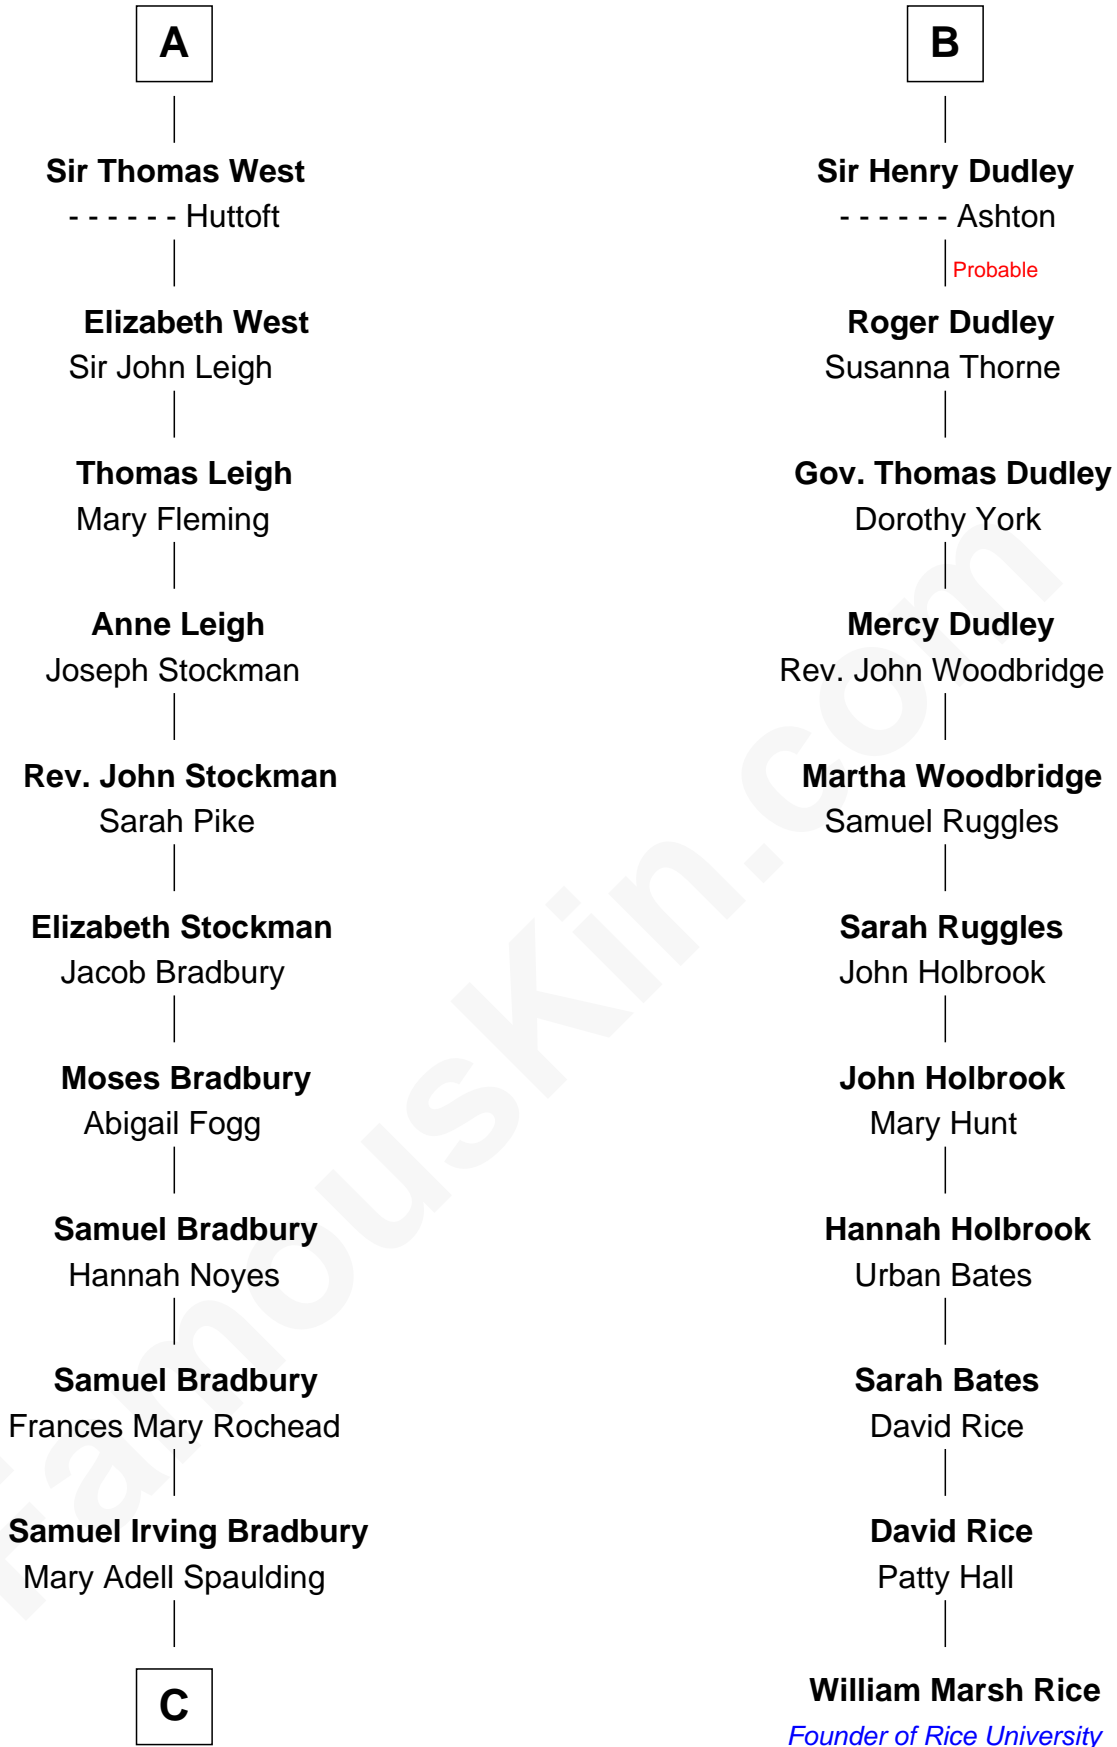 A
Sir Thomas West
- - - - - - Huttoft
Elizabeth West
Sir John Leigh
Thomas Leigh
Mary Fleming
Anne Leigh
Joseph Stockman
Rev. John Stockman
Sarah Pike
Elizabeth Stockman
Jacob Bradbury
Moses Bradbury
Abigail Fogg
Samuel Bradbury
Hannah Noyes
Samuel Bradbury
Frances Mary Rochead
Samuel Irving Bradbury
Mary Adell Spaulding
C
B
Sir Henry Dudley
- - - - - - Ashton
Probable
Roger Dudley
Susanna Thorne
Gov. Thomas Dudley
Dorothy York
Mercy Dudley
Rev. John Woodbridge
Martha Woodbridge
Samuel Ruggles
Sarah Ruggles
John Holbrook
John Holbrook
Mary Hunt
Hannah Holbrook
Urban Bates
Sarah Bates
David Rice
David Rice
Patty Hall
William Marsh Rice
Founder of Rice University
FamousKin.com